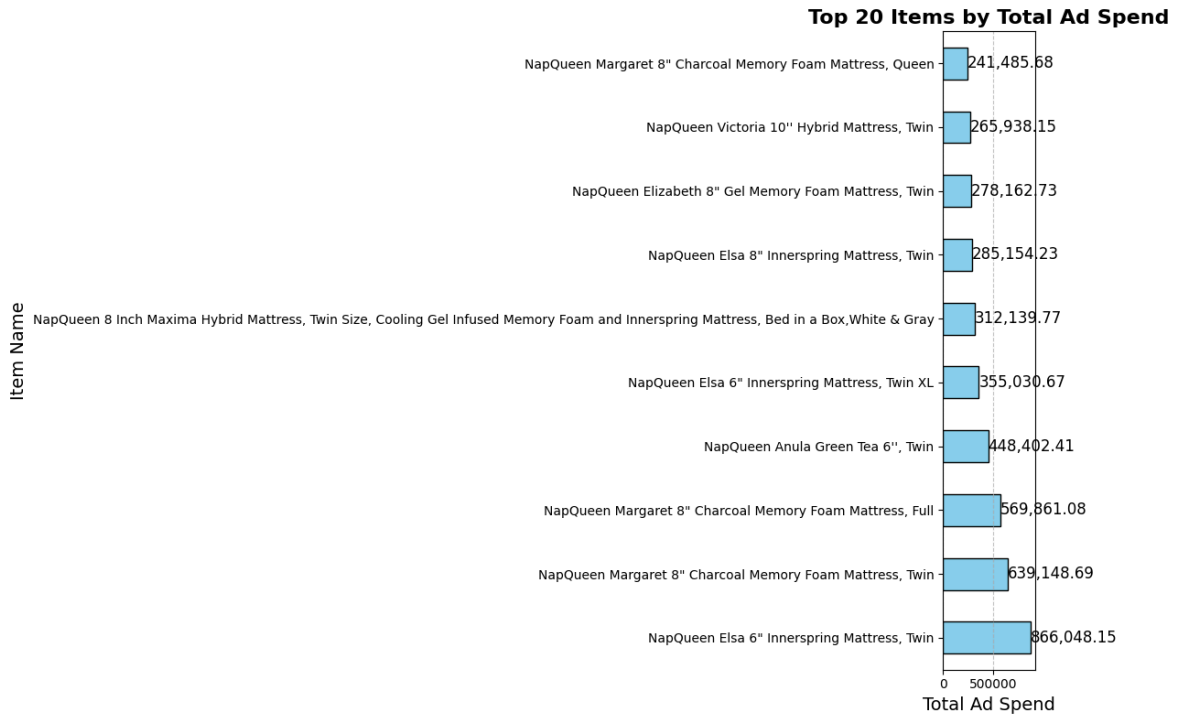 Top 20 Items by Total Ad Spend
NapQueen Margaret 8" Charcoal Memory Foam Mattress, Queen 241,485.68
NapQueen Victoria 10'' Hybrid Mattress, Twin 265,938.15
NapQueen Elizabeth 8" Gel Memory Foam Mattress, Twin 278,162.73
NapQueen Elsa 8" Innerspring Mattress, Twin 285,154.23
NapQueen 8 Inch Maxima Hybrid Mattress, Twin Size, Cooling Gel Infused Memory Foam and Innerspring Mattress, Bed in a Box,White & Gray 312,139.77
NapQueen Elsa 6" Innerspring Mattress, Twin XL 355,030.67
NapQueen Anula Green Tea 6'', Twin 448,402.41
NapQueen Margaret 8" Charcoal Memory Foam Mattress, Full 569,861.08
NapQueen Margaret 8" Charcoal Memory Foam Mattress, Twin 639,148.69
NapQueen Elsa 6" Innerspring Mattress, Twin 866,048.15
Item Name
0 500000
Total Ad Spend